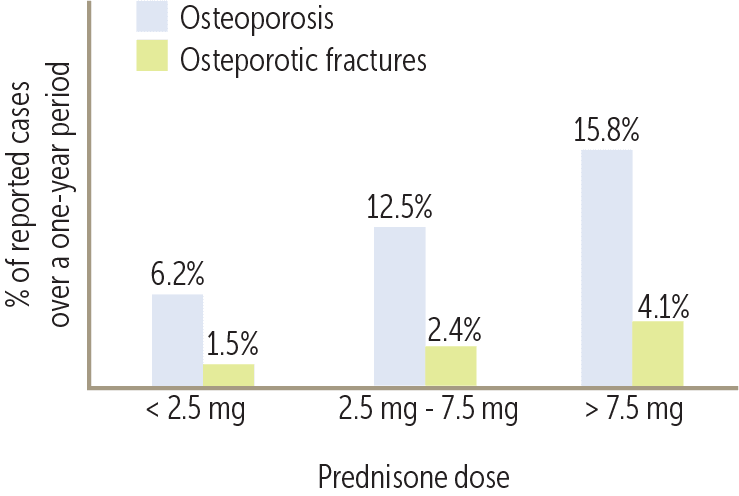 Osteoporosis
Osteporotic fractures
% of reported cases
over a one-year period
6.2%
1.5%
12.5%
2.4%
15.8%
4.1%
< 2.5 mg
2.5 mg - 7.5 mg
> 7.5 mg
Prednisone dose